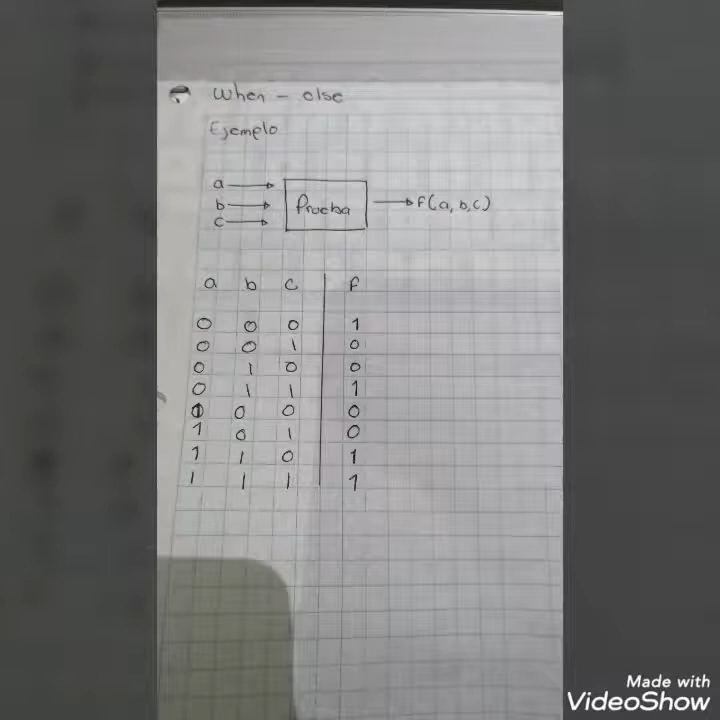 When - else
Ejemplo
a
b
c
Prueba
f(a, b, c)
a b c f
0 0 0 1
0 0 1 0
0 1 0 0
0 1 1 1
1 0 0 0
1 0 1 0
1 1 0 1
1 1 1 1
Made with
VideoShow